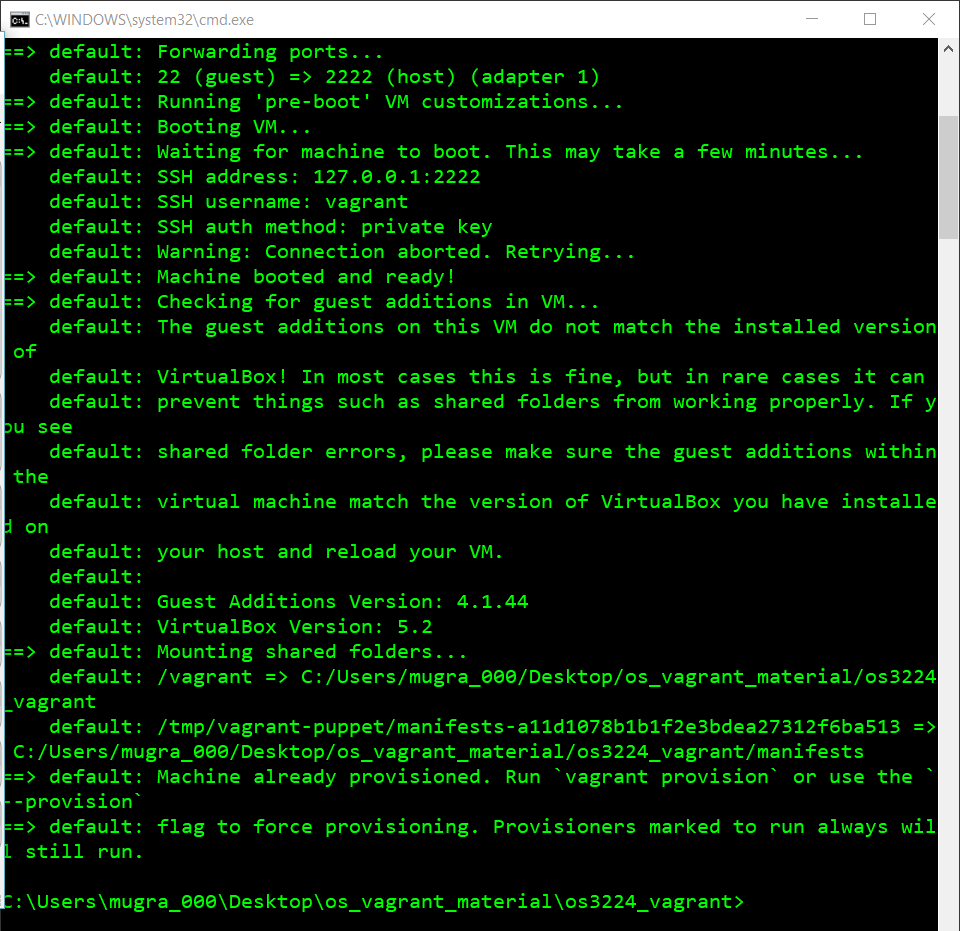 C:\WINDOWS\system32\cmd.exe
==> default: Forwarding ports...
    default: 22 (guest) => 2222 (host) (adapter 1)
==> default: Running 'pre-boot' VM customizations...
==> default: Booting VM...
==> default: Waiting for machine to boot. This may take a few minutes...
    default: SSH address: 127.0.0.1:2222
    default: SSH username: vagrant
    default: SSH auth method: private key
    default: Warning: Connection aborted. Retrying...
==> default: Machine booted and ready!
==> default: Checking for guest additions in VM...
    default: The guest additions on this VM do not match the installed version
 of
    default: VirtualBox! In most cases this is fine, but in rare cases it can
    default: prevent things such as shared folders from working properly. If y
ou see
    default: shared folder errors, please make sure the guest additions within
 the
    default: virtual machine match the version of VirtualBox you have installe
d on
    default: your host and reload your VM.
    default:
    default: Guest Additions Version: 4.1.44
    default: VirtualBox Version: 5.2
==> default: Mounting shared folders...
    default: /vagrant => C:/Users/mugra_000/Desktop/os_vagrant_material/os3224
_vagrant
    default: /tmp/vagrant-puppet/manifests-a11d1078b1b1f2e3bdea27312f6ba513 =>
 C:/Users/mugra_000/Desktop/os_vagrant_material/os3224_vagrant/manifests
==> default: Machine already provisioned. Run `vagrant provision` or use the `
--provision`
==> default: flag to force provisioning. Provisioners marked to run always wil
l still run.
C:\Users\mugra_000\Desktop\os_vagrant_material\os3224_vagrant>